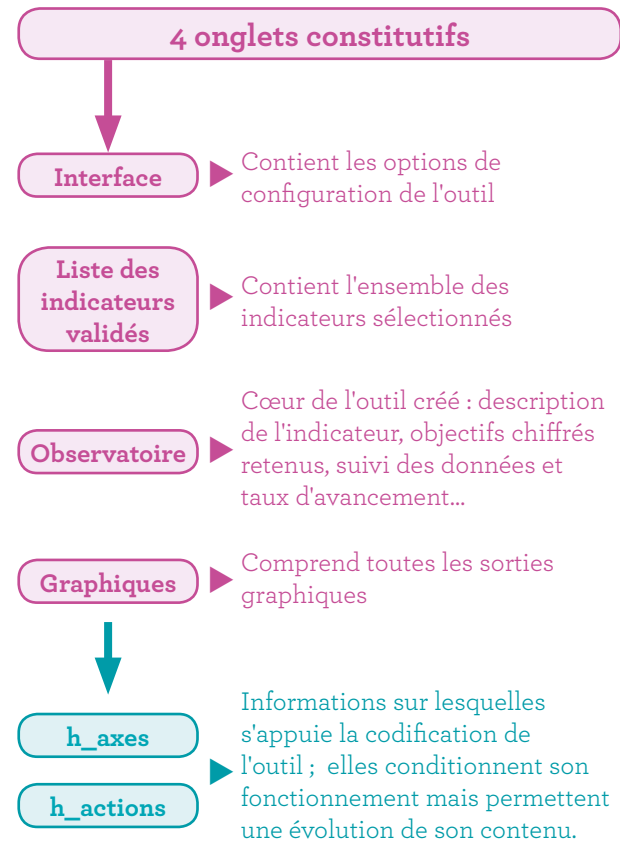 4 onglets constitutifs
Interface
Contient les options de
configuration de l'outil
Liste des
indicateurs
validés
Contient l'ensemble des
indicateurs sélectionnés
Observatoire
Cœur de l'outil créé : description
de l'indicateur, objectifs chiffrés
retenus, suivi des données et
taux d'avancement...
Graphiques
Comprend toutes les sorties
graphiques
h_axes
h_actions
Informations sur lesquelles
s'appuie la codification de
l'outil ; elles conditionnent son
fonctionnement mais permettent
une évolution de son contenu.